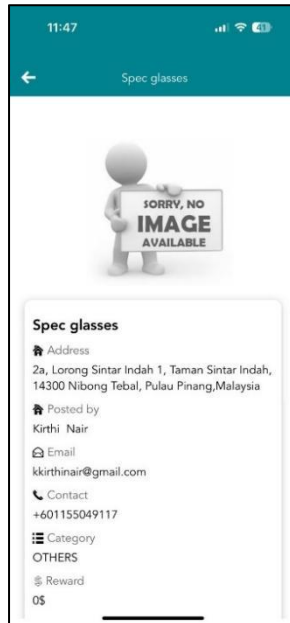 11:47
41
Spec glasses
SORRY, NO
IMAGE
AVAILABLE
Spec glasses
Address
2a, Lorong Sintar Indah 1, Taman Sintar Indah,
14300 Nibong Tebal, Pulau Pinang,Malaysia
Posted by
Kirthi Nair
Email
kkirthinair@gmail.com
Contact
+601155049117
Category
OTHERS
Reward
0$